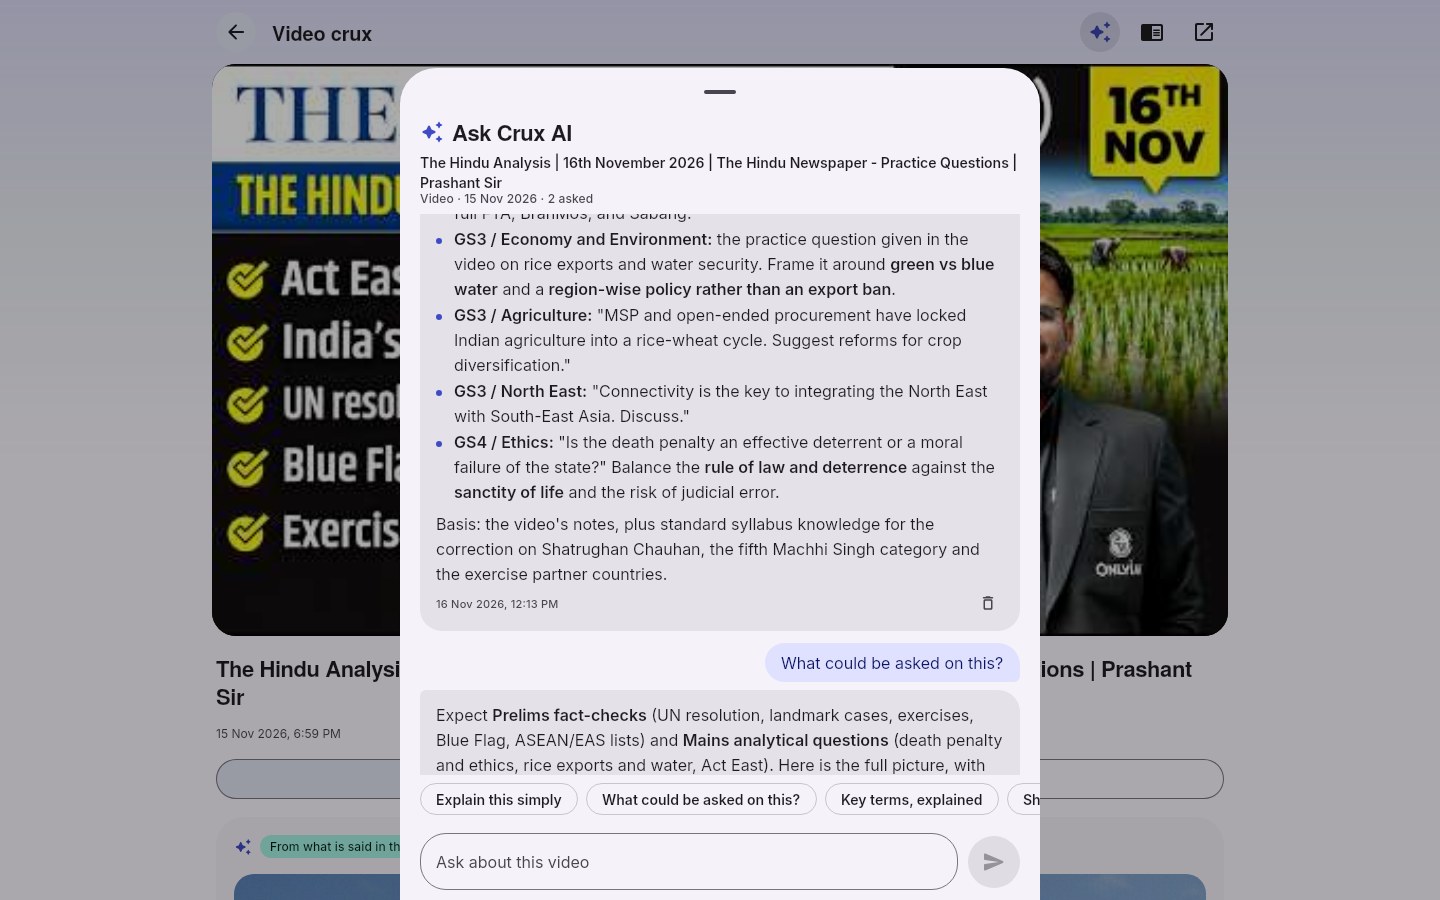 Video crux
THE
THE HINDU
Act Eas
India's
UN resol
Blue Fla
Exercis
16TH
NOV
ONLYIAS
Ask Crux AI
The Hindu Analysis | 16th November 2026 | The Hindu Newspaper - Practice Questions |
Prashant Sir
Video · 15 Nov 2026 · 2 asked
full FTA, BrahMos, and Sabang.
GS3 / Economy and Environment: the practice question given in the
video on rice exports and water security. Frame it around green vs blue
water and a region-wise policy rather than an export ban.
GS3 / Agriculture: "MSP and open-ended procurement have locked
Indian agriculture into a rice-wheat cycle. Suggest reforms for crop
diversification."
GS3 / North East: "Connectivity is the key to integrating the North East
with South-East Asia. Discuss."
GS4 / Ethics: "Is the death penalty an effective deterrent or a moral
failure of the state?" Balance the rule of law and deterrence against the
sanctity of life and the risk of judicial error.
Basis: the video's notes, plus standard syllabus knowledge for the
correction on Shatrughan Chauhan, the fifth Machhi Singh category and
the exercise partner countries.
16 Nov 2026, 12:13 PM
What could be asked on this?
Expect Prelims fact-checks (UN resolution, landmark cases, exercises,
Blue Flag, ASEAN/EAS lists) and Mains analytical questions (death penalty
and ethics, rice exports and water, Act East). Here is the full picture, with
Explain this simply
What could be asked on this?
Key terms, explained
Sh
Ask about this video
The Hindu Analysi
ions | Prashant
Sir
15 Nov 2026, 6:59 PM
From what is said in th